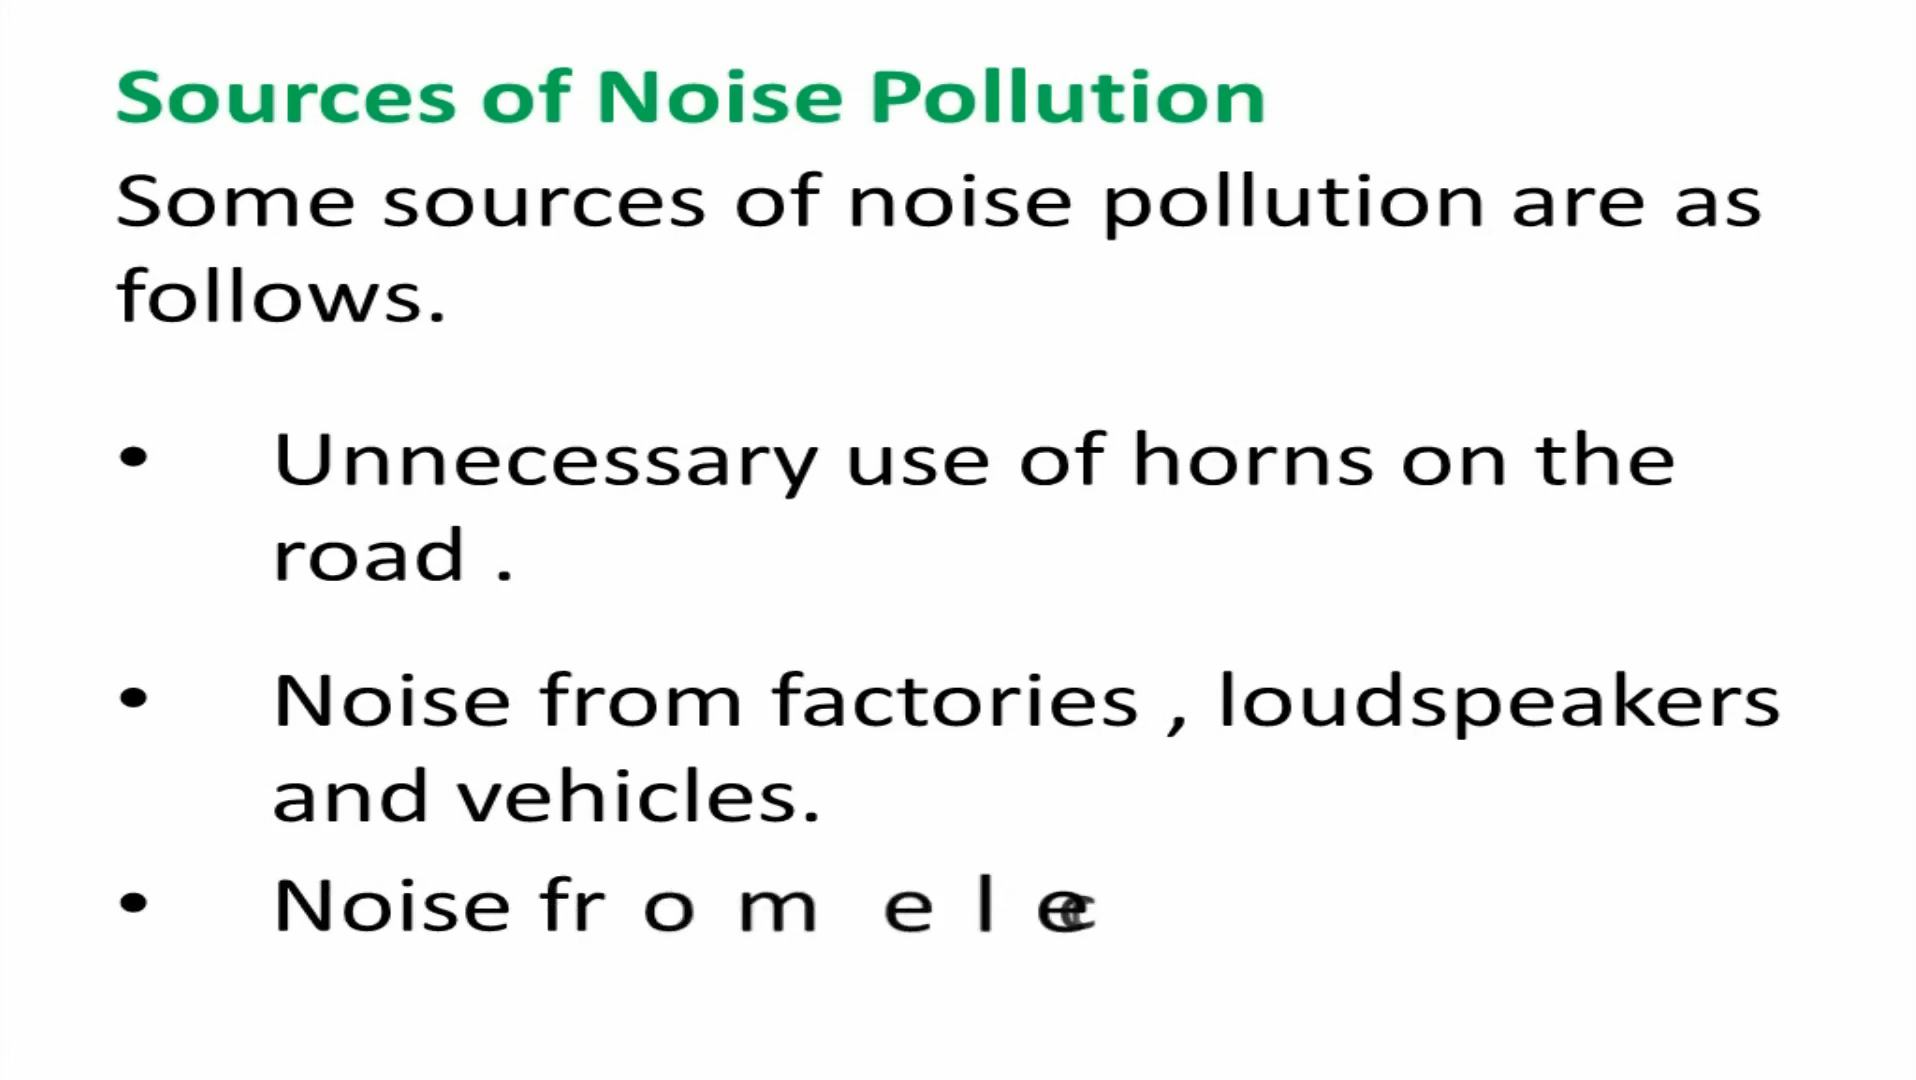 Sources of Noise Pollution
Some sources of noise pollution are as
follows.
• Unnecessary use of horns on the
road .
• Noise from factories , loudspeakers
and vehicles.
• Noise from